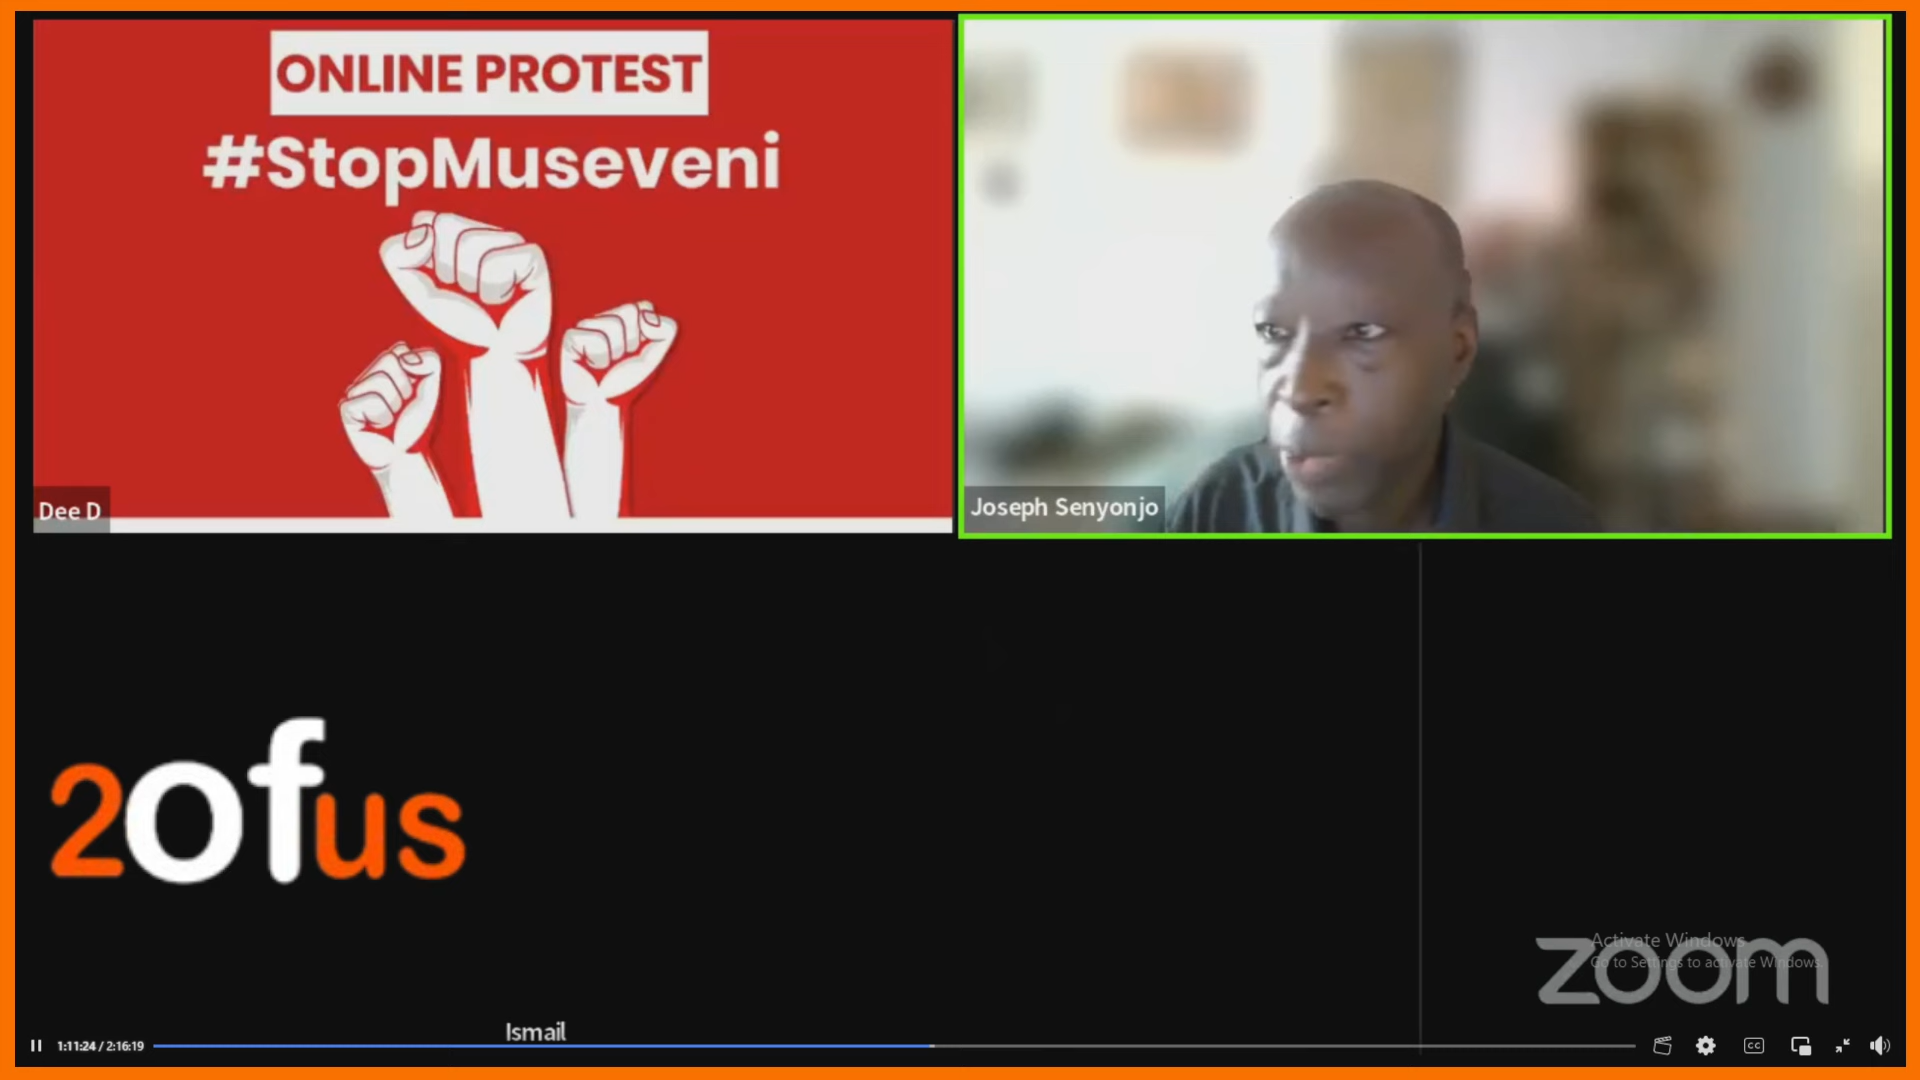 ONLINE PROTEST
#StopMuseveni
Dee D
Joseph Senyonjo
2ofus
zoom
Activate Windows
Go to Settings to activate Windows.
Ismail
1:11:24 / 2:16:19
CC